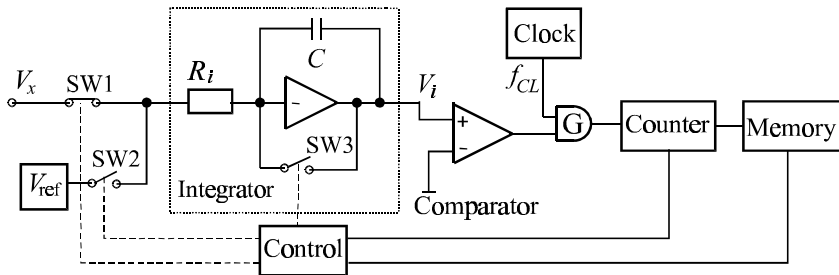 Clock
C
V_x
SW1
R_i
V_i
f_CL
-
+
-
G
Counter
Memory
SW2
SW3
V_ref
Integrator
Comparator
Control